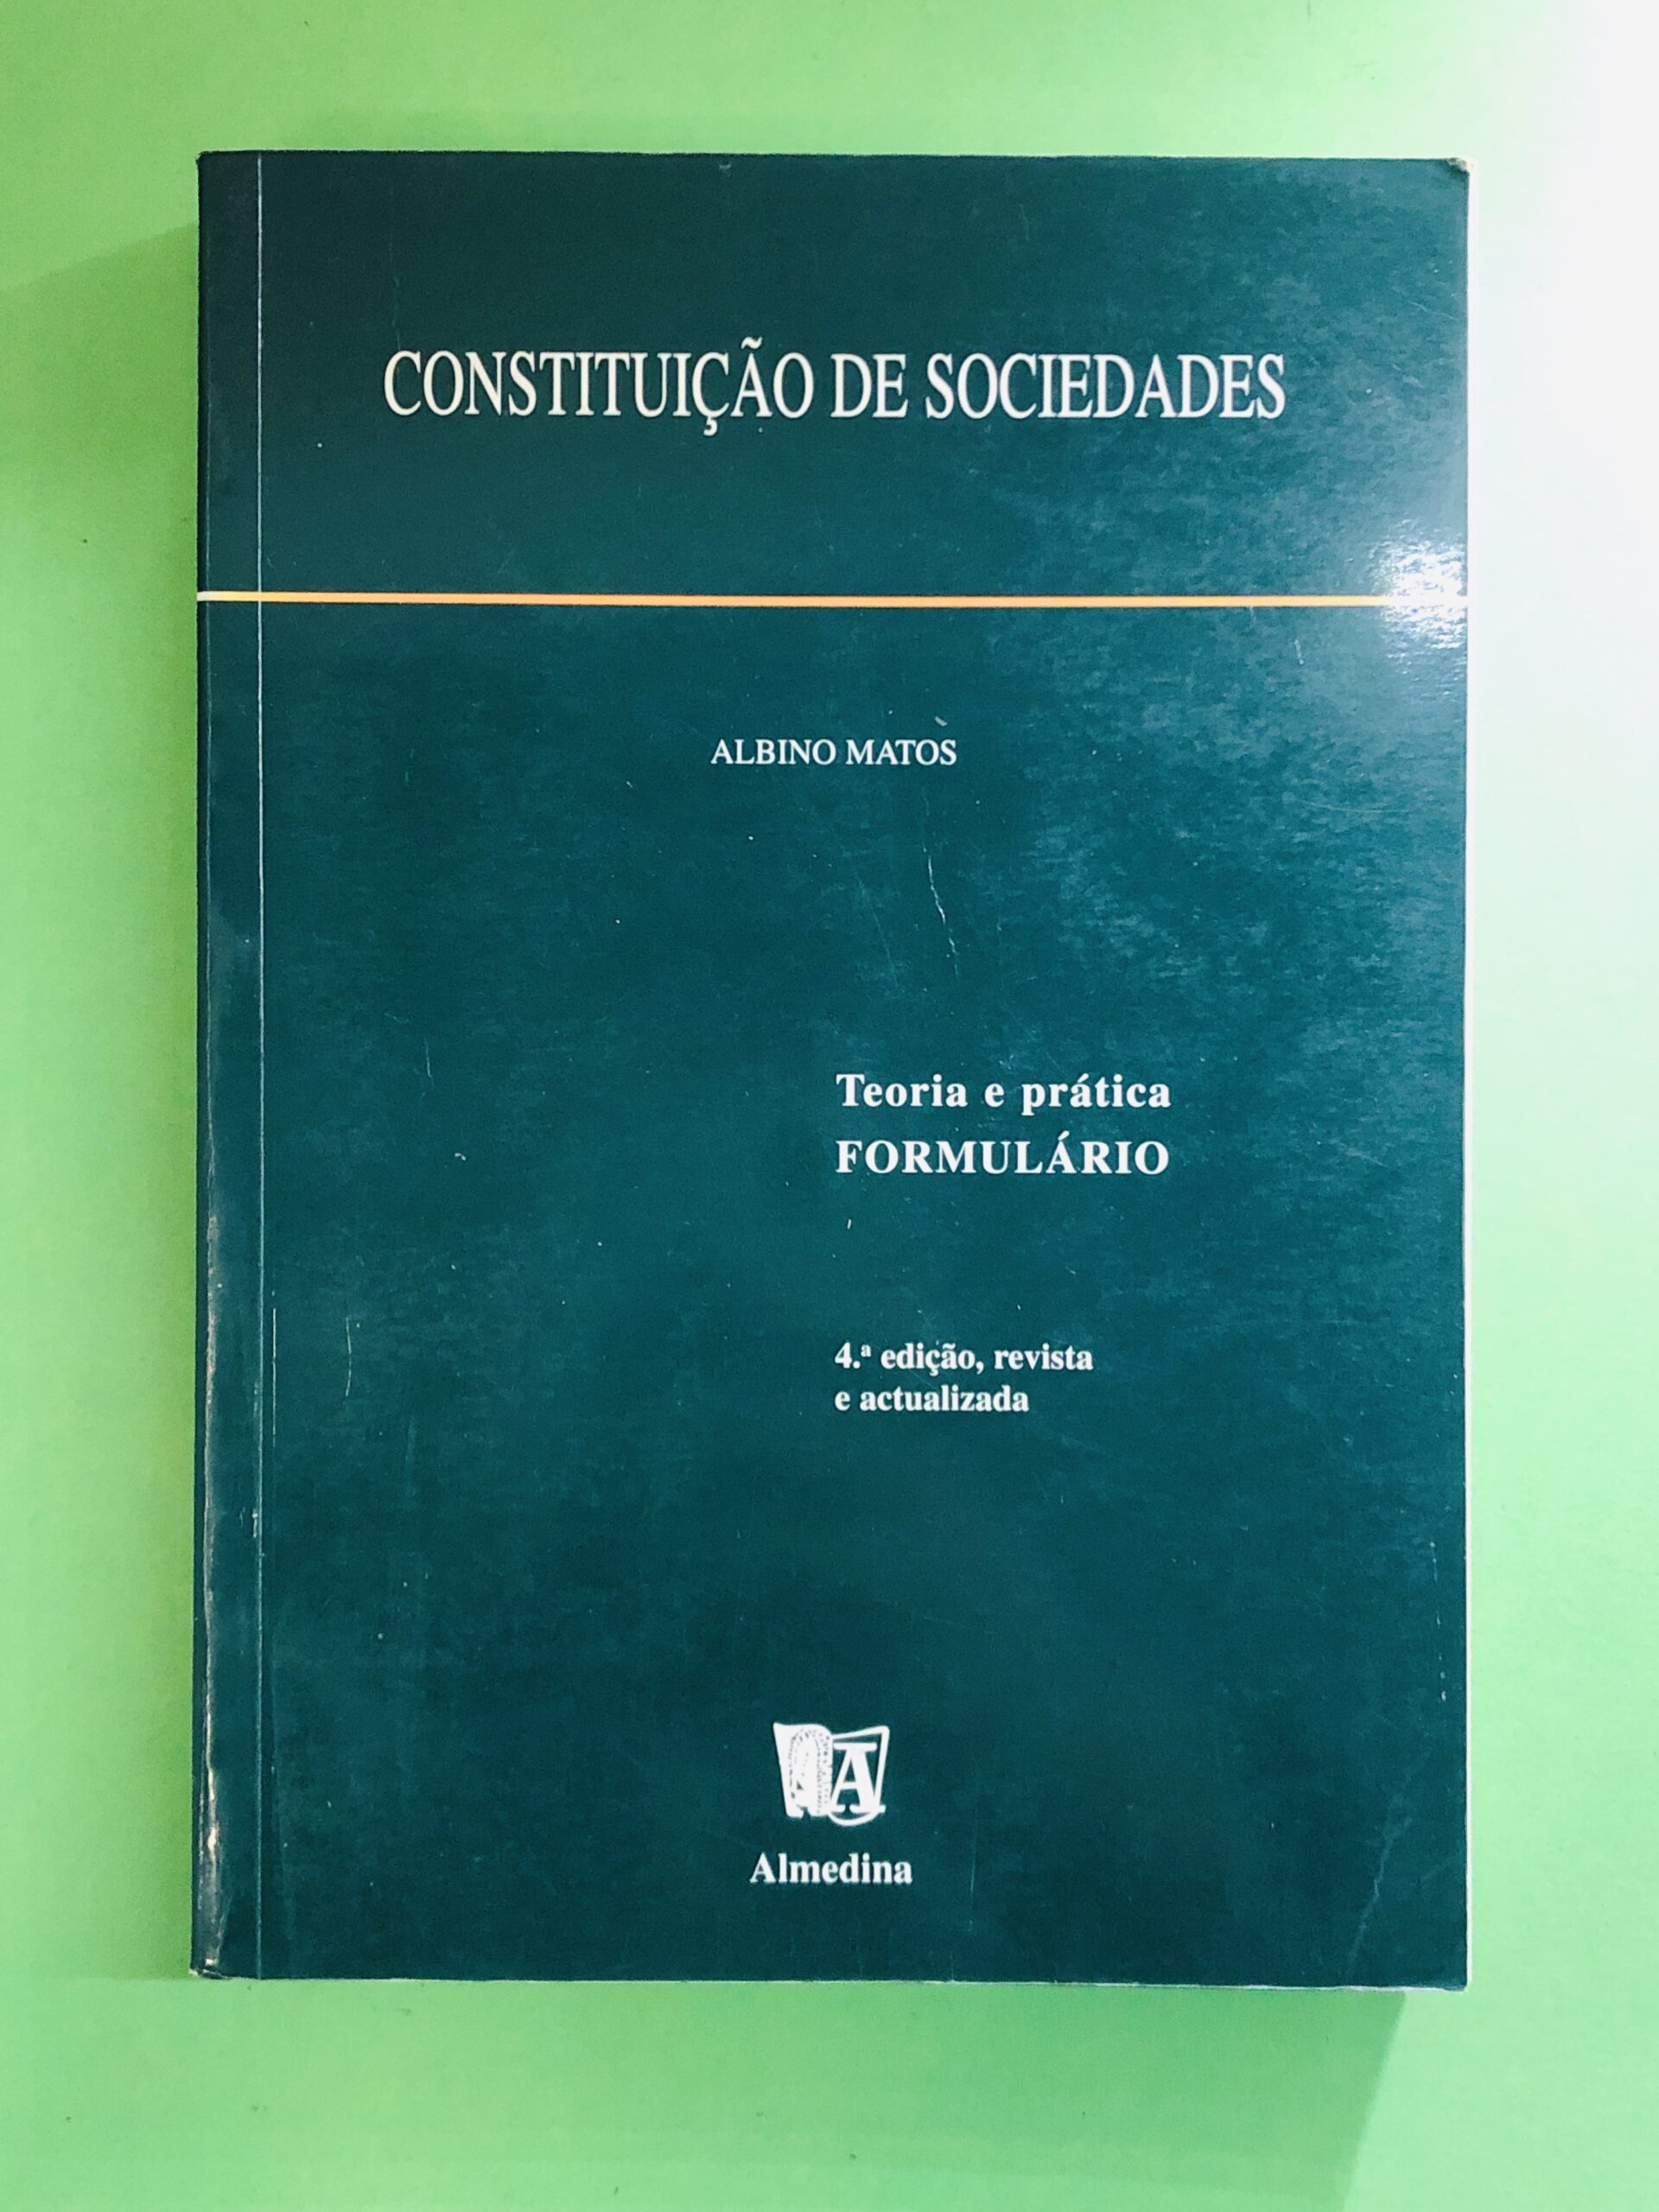 CONSTITUIÇÃO DE SOCIEDADES
ALBINO MATOS
Teoria e prática
FORMULÁRIO
4.ª edição, revista
e actualizada
A
Almedina